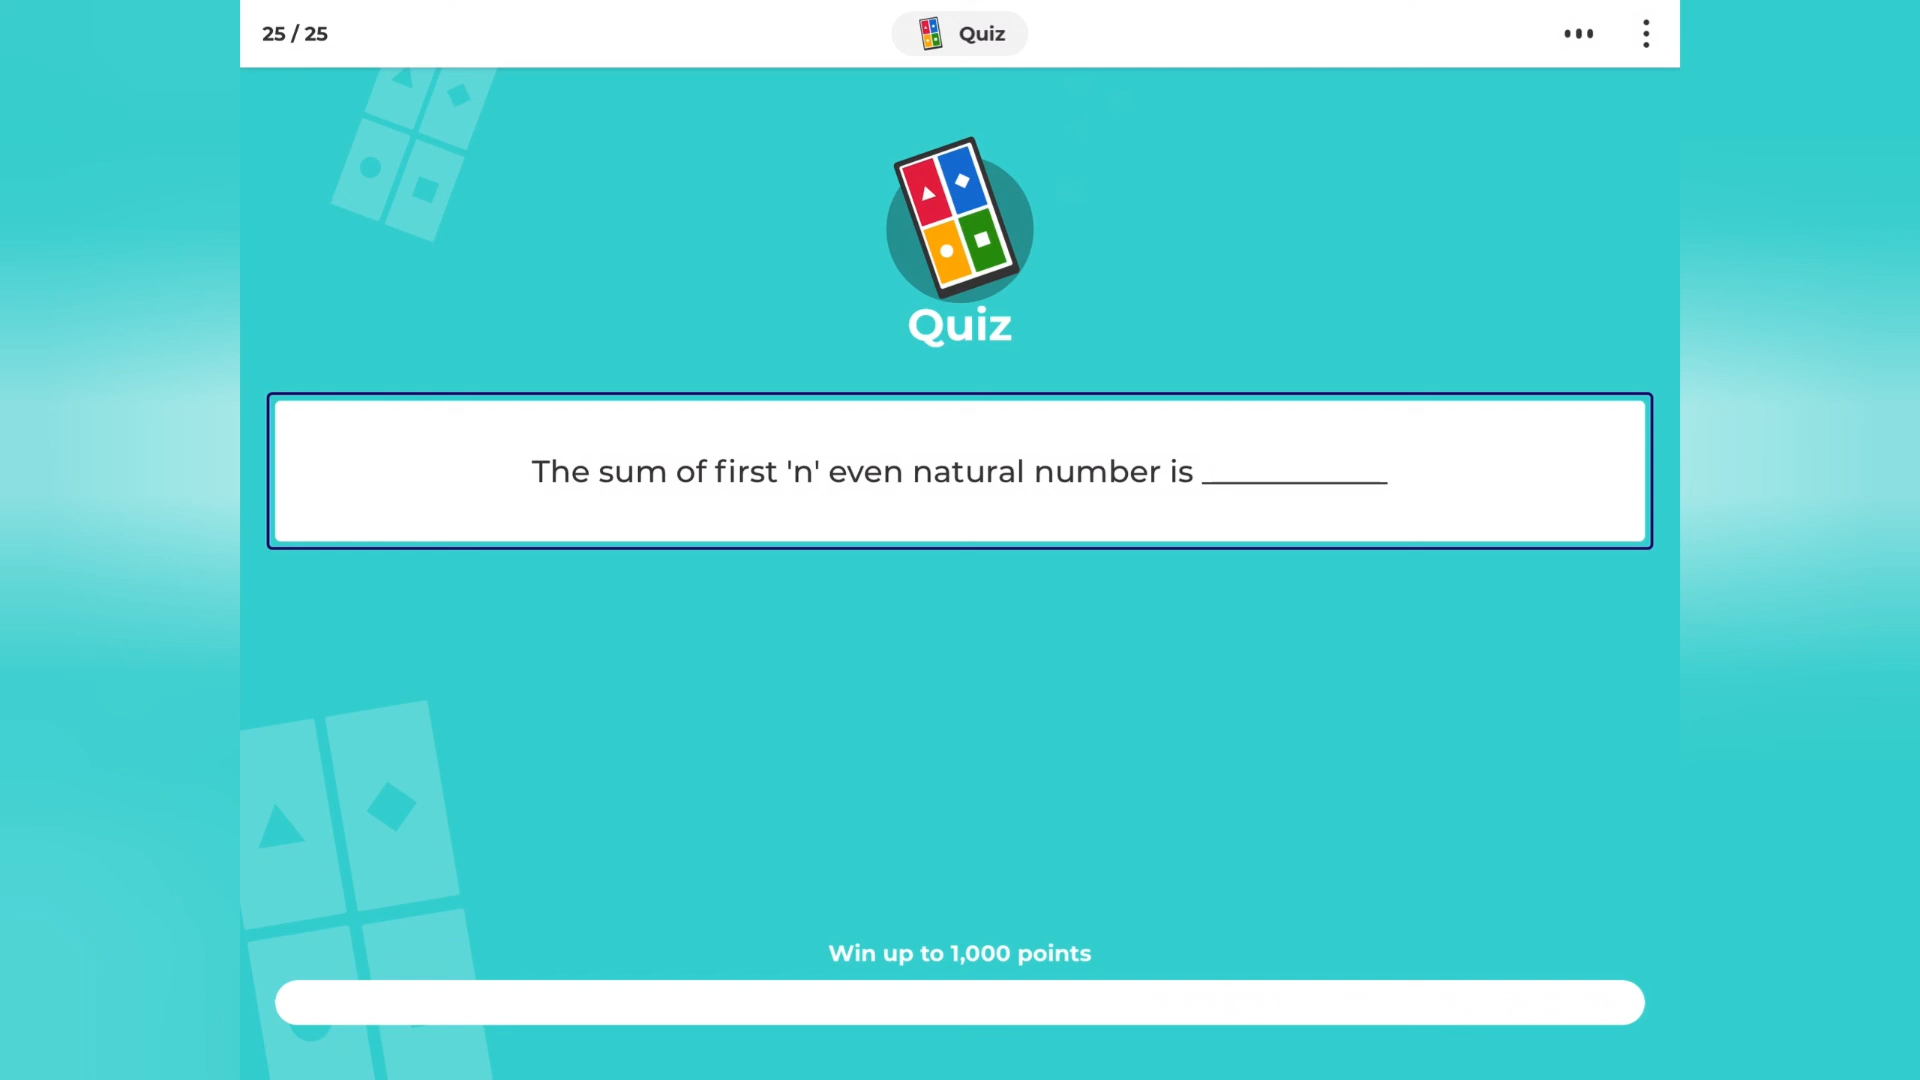 25 / 25
Quiz
Quiz
The sum of first 'n' even natural number is ___________
Win up to 1,000 points